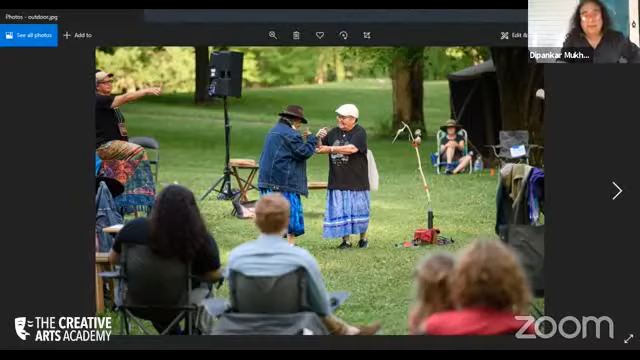 Photos - outdoor.jpg
See all photos
Add to
Edit &
Dipankar Mukh...
THE CREATIVE
ARTS ACADEMY
zoom